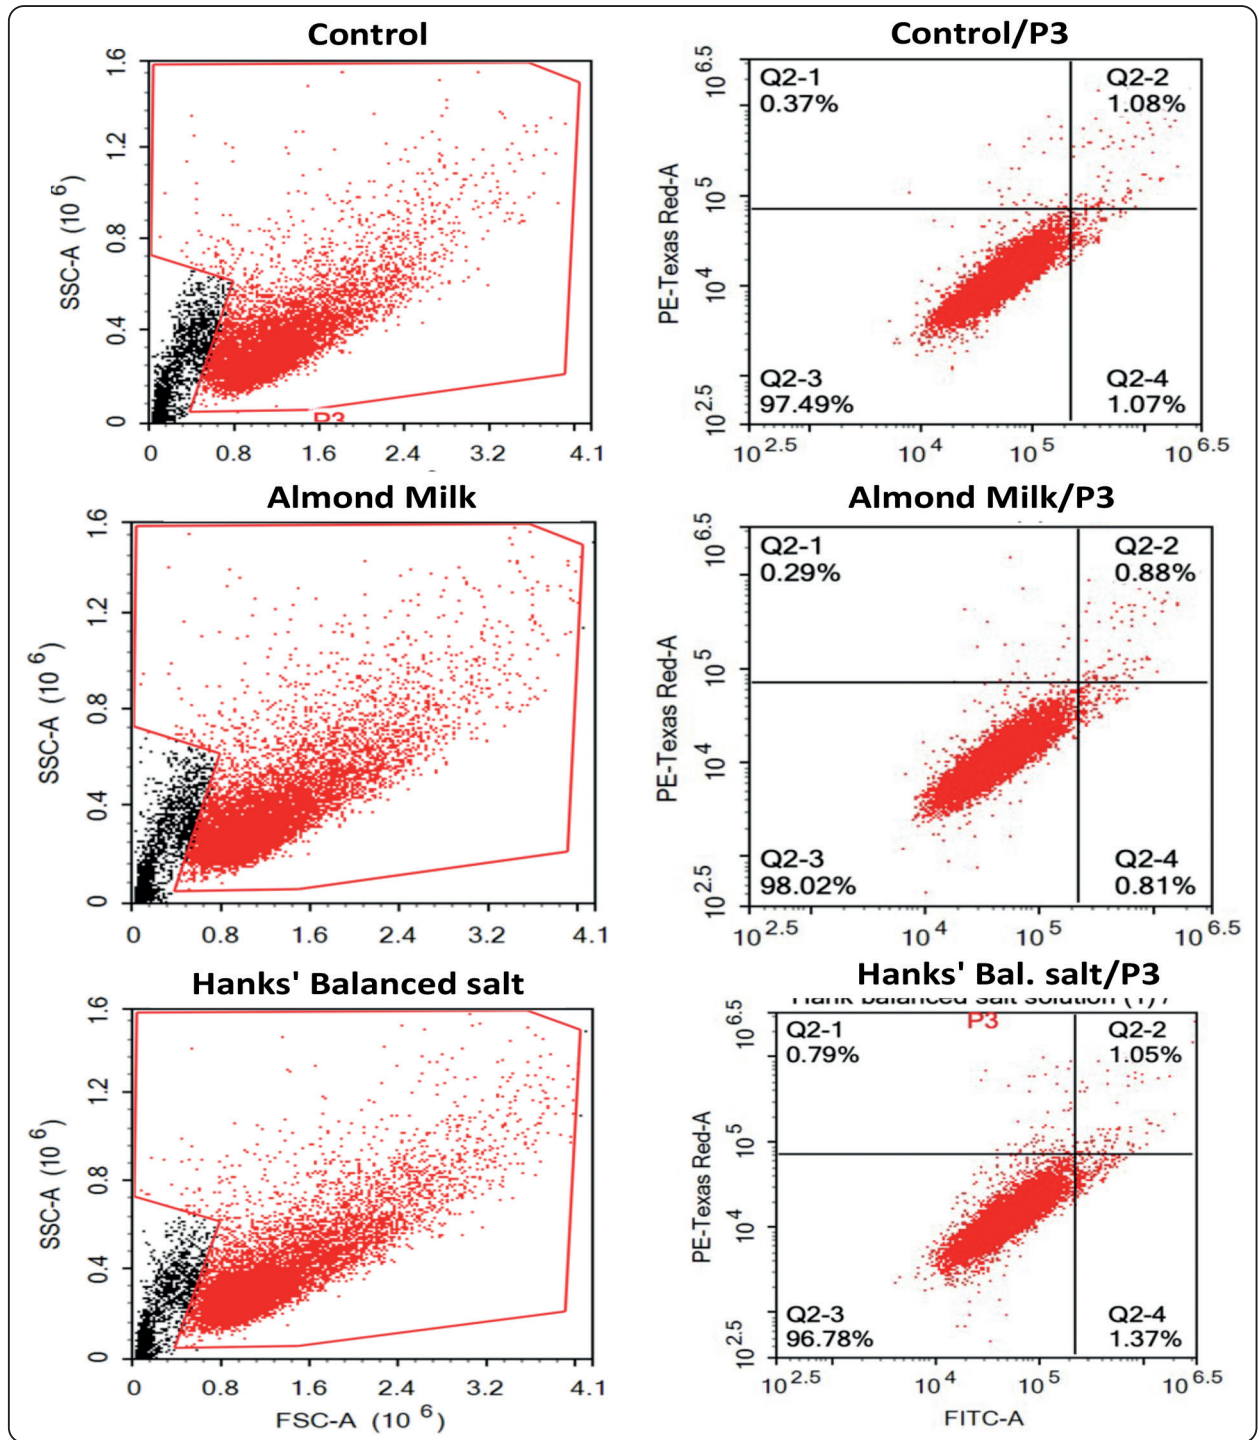 Control
1.6
1.2
0.8
0.4
0
SSC-A (10 6)
P3
0 0.8 1.6 2.4 3.2 4.1
Control/P3
10 6.5
10 5
10 4
10 2.5
PE-Texas Red-A
Q2-1
0.37%
Q2-2
1.08%
Q2-3
97.49%
Q2-4
1.07%
10 2.5 10 4 10 5 10 6.5
Almond Milk
1.6
1.2
0.8
0.4
0
SSC-A (10 6)
0 0.8 1.6 2.4 3.2 4.1
Almond Milk/P3
10 6.5
10 5
10 4
10 2.5
PE-Texas Red-A
Q2-1
0.29%
Q2-2
0.88%
Q2-3
98.02%
Q2-4
0.81%
10 2.5 10 4 10 5 10 6.5
Hanks' Balanced salt
1.6
1.2
0.8
0.4
0
SSC-A (10 6)
0 0.8 1.6 2.4 3.2 4.1
FSC-A (10 6)
Hanks' Bal. salt/P3
Hank balanced salt solution (1) /
P3
10 6.5
10 5
10 4
10 2.5
PE-Texas Red-A
Q2-1
0.79%
Q2-2
1.05%
Q2-3
96.78%
Q2-4
1.37%
10 2.5 10 4 10 5 10 6.5
FITC-A